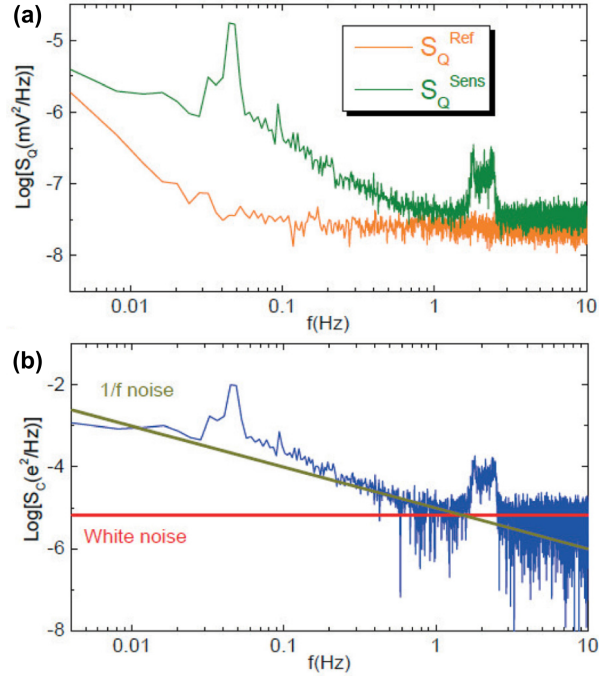 (a)
-5
-6
-7
-8
Log[S_Q(mV²/Hz)]
S_Q^Ref
S_Q^Sens
0.01 0.1 1 10
f(Hz)
(b)
-2
-4
-6
-8
Log[S_C(e²/Hz)]
1/f noise
White noise
0.01 0.1 1 10
f(Hz)